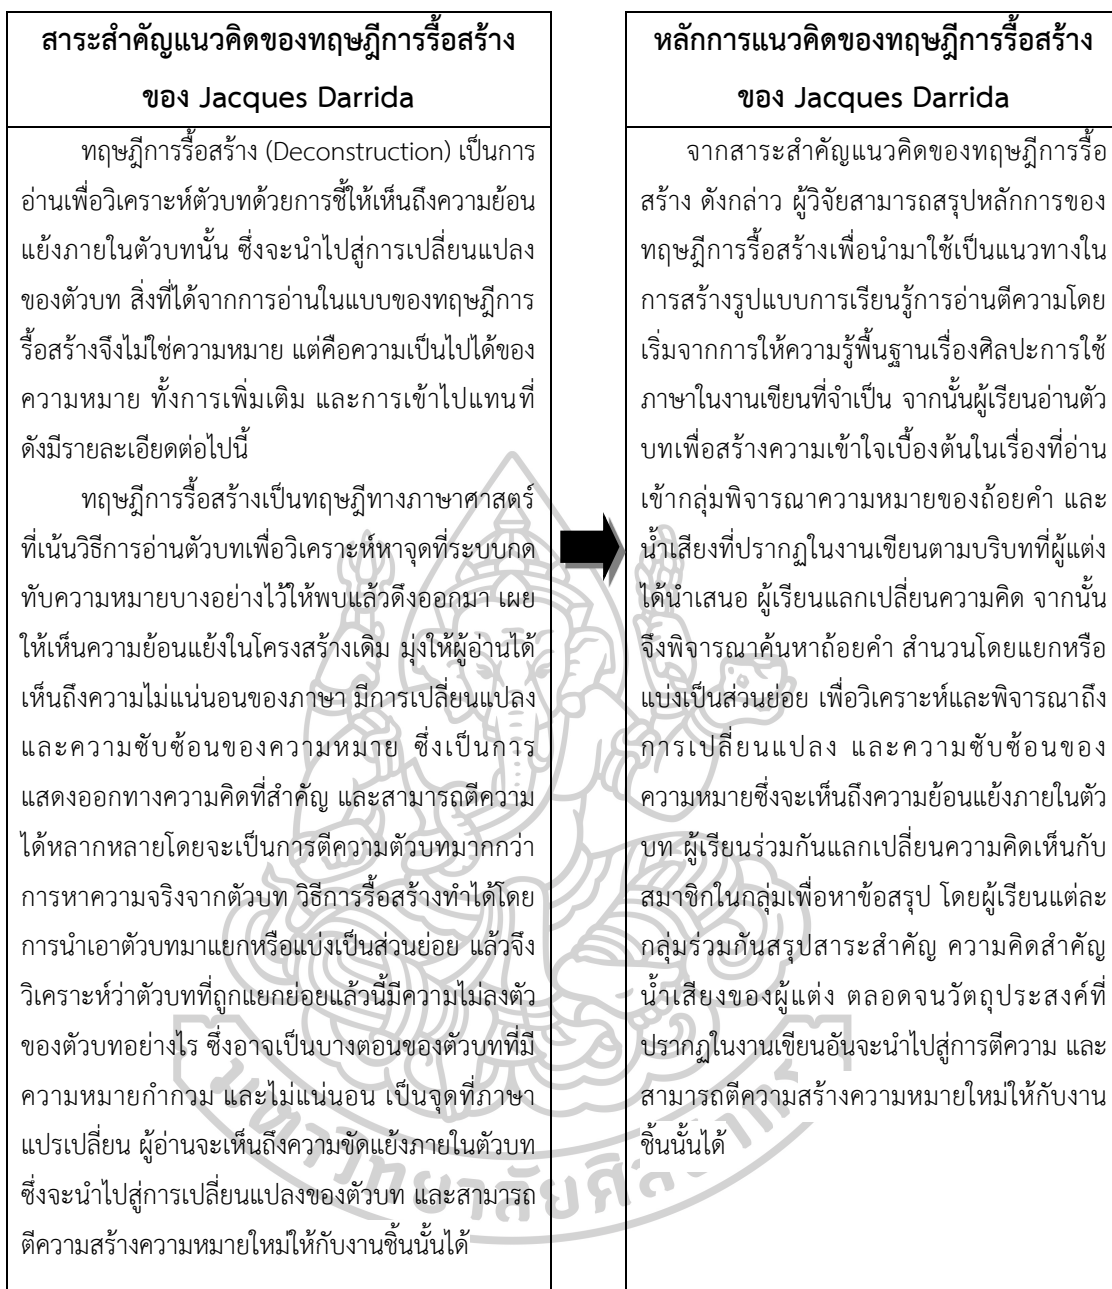 สาระสำคัญแนวคิดของทฤษฎีการรื้อสร้าง
ของ Jacques Darrida
ทฤษฎีการรื้อสร้าง (Deconstruction) เป็นการ
อ่านเพื่อวิเคราะห์ตัวบทด้วยการชี้ให้เห็นถึงความย้อน
แย้งภายในตัวบทนั้น ซึ่งจะนำไปสู่การเปลี่ยนแปลง
ของตัวบท สิ่งที่ได้จากการอ่านในแบบของทฤษฎีการ
รื้อสร้างจึงไม่ใช่ความหมาย แต่คือความเป็นไปได้ของ
ความหมาย ทั้งการเพิ่มเติม และการเข้าไปแทนที่
ดังมีรายละเอียดต่อไปนี้
ทฤษฎีการรื้อสร้างเป็นทฤษฎีทางภาษาศาสตร์
ที่เน้นวิธีการอ่านตัวบทเพื่อวิเคราะห์หาจุดที่ระบบกด
ทับความหมายบางอย่างไว้ให้พบแล้วดึงออกมา เผย
ให้เห็นความย้อนแย้งในโครงสร้างเดิม มุ่งให้ผู้อ่านได้
เห็นถึงความไม่แน่นอนของภาษา มีการเปลี่ยนแปลง
และความซับซ้อนของความหมาย ซึ่งเป็นการ
แสดงออกทางความคิดที่สำคัญ และสามารถตีความ
ได้หลากหลายโดยจะเป็นการตีความตัวบทมากกว่า
การหาความจริงจากตัวบท วิธีการรื้อสร้างทำได้โดย
การนำเอาตัวบทมาแยกหรือแบ่งเป็นส่วนย่อย แล้วจึง
วิเคราะห์ว่าตัวบทที่ถูกแยกย่อยแล้วนี้มีความไม่ลงตัว
ของตัวบทอย่างไร ซึ่งอาจเป็นบางตอนของตัวบทที่มี
ความหมายกำกวม และไม่แน่นอน เป็นจุดที่ภาษา
แปรเปลี่ยน ผู้อ่านจะเห็นถึงความขัดแย้งภายในตัวบท
ซึ่งจะนำไปสู่การเปลี่ยนแปลงของตัวบท และสามารถ
ตีความสร้างความหมายใหม่ให้กับงานชิ้นนั้นได้
หลักการแนวคิดของทฤษฎีการรื้อสร้าง
ของ Jacques Darrida
จากสาระสำคัญแนวคิดของทฤษฎีการรื้อ
สร้าง ดังกล่าว ผู้วิจัยสามารถสรุปหลักการของ
ทฤษฎีการรื้อสร้างเพื่อนำมาใช้เป็นแนวทางใน
การสร้างรูปแบบการเรียนรู้การอ่านตีความโดย
เริ่มจากการให้ความรู้พื้นฐานเรื่องศิลปะการใช้
ภาษาในงานเขียนที่จำเป็น จากนั้นผู้เรียนอ่านตัว
บทเพื่อสร้างความเข้าใจเบื้องต้นในเรื่องที่อ่าน
เข้ากลุ่มพิจารณาความหมายของถ้อยคำ และ
น้ำเสียงที่ปรากฏในงานเขียนตามบริบทที่ผู้แต่ง
ได้นำเสนอ ผู้เรียนแลกเปลี่ยนความคิด จากนั้น
จึงพิจารณาค้นหาถ้อยคำ สำนวนโดยแยกหรือ
แบ่งเป็นส่วนย่อย เพื่อวิเคราะห์และพิจารณาถึง
การเปลี่ยนแปลง และความซับซ้อนของ
ความหมายซึ่งจะเห็นถึงความย้อนแย้งภายในตัว
บท ผู้เรียนร่วมกันแลกเปลี่ยนความคิดเห็นกับ
สมาชิกในกลุ่มเพื่อหาข้อสรุป โดยผู้เรียนแต่ละ
กลุ่มร่วมกันสรุปสาระสำคัญ ความคิดสำคัญ
น้ำเสียงของผู้แต่ง ตลอดจนวัตถุประสงค์ที่
ปรากฏในงานเขียนอันจะนำไปสู่การตีความ และ
สามารถตีความสร้างความหมายใหม่ให้กับงาน
ชิ้นนั้นได้